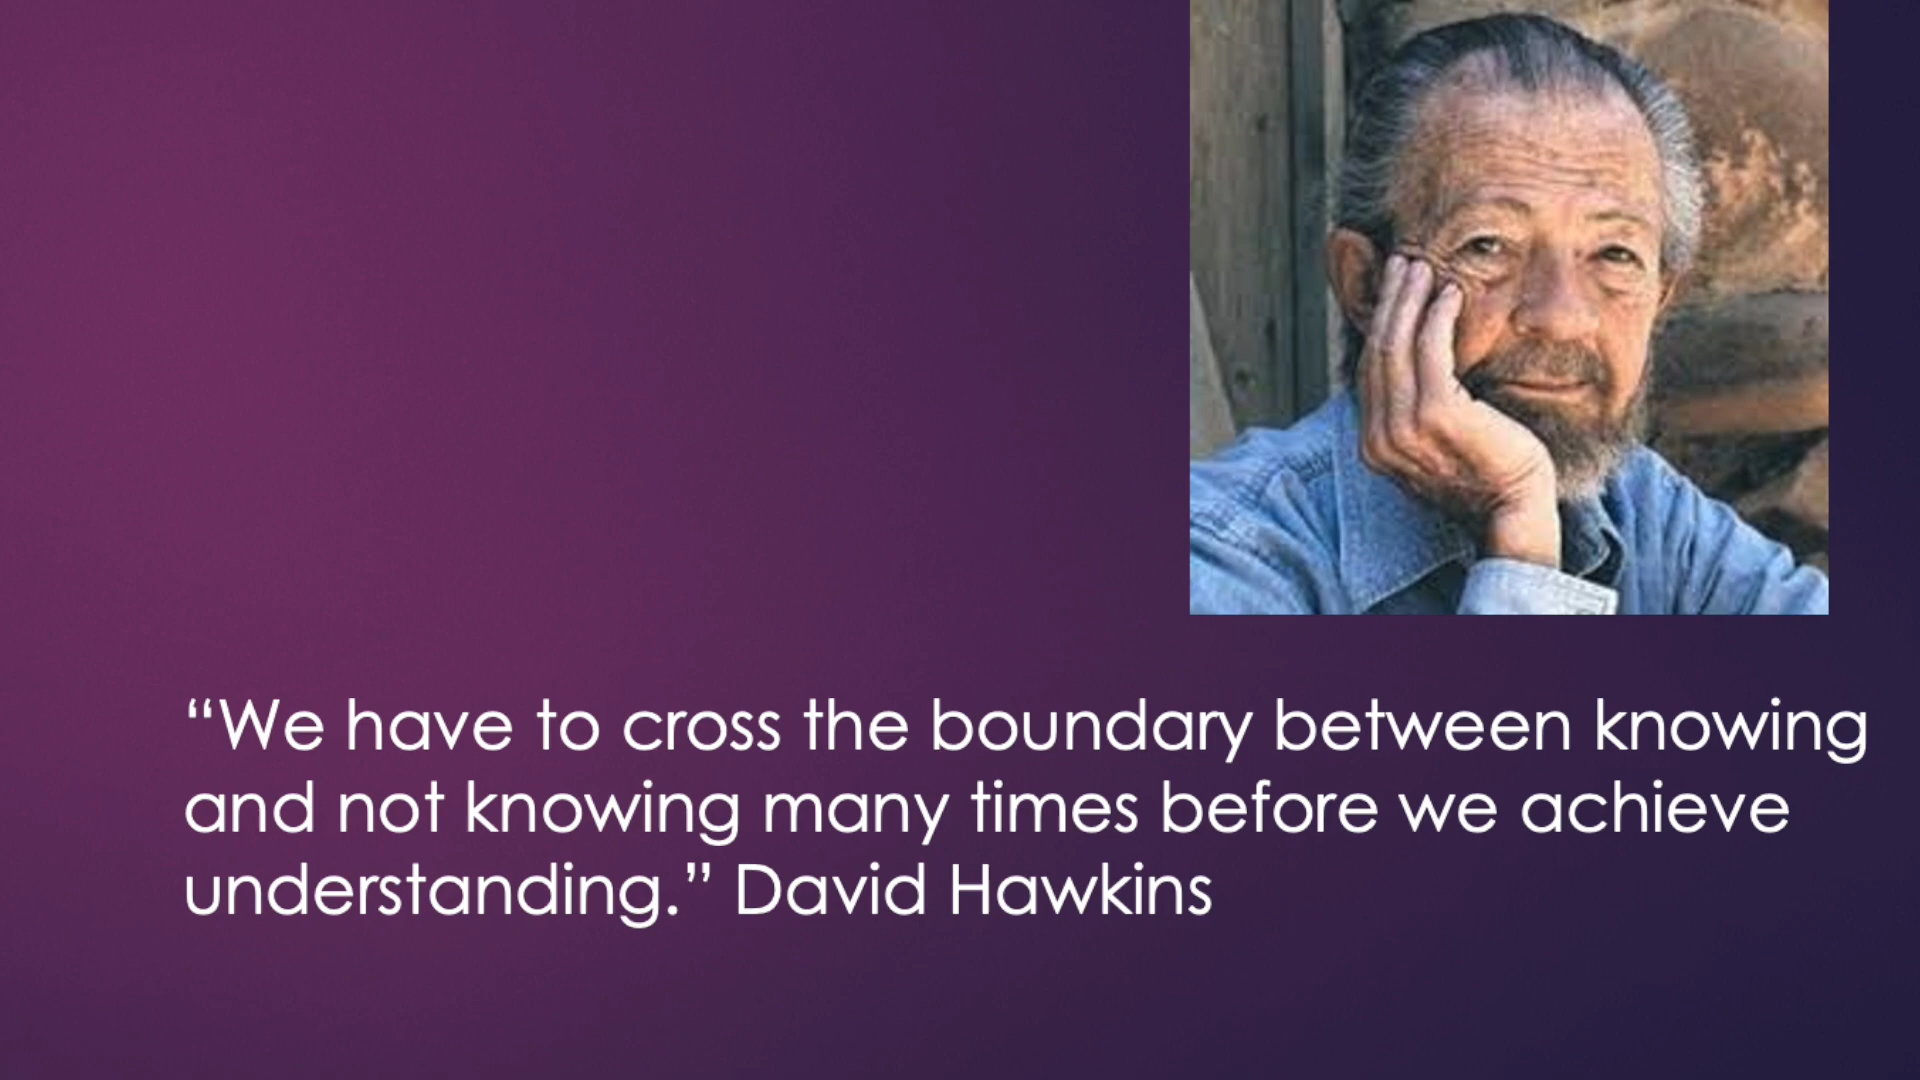 “We have to cross the boundary between knowing
and not knowing many times before we achieve
understanding.” David Hawkins